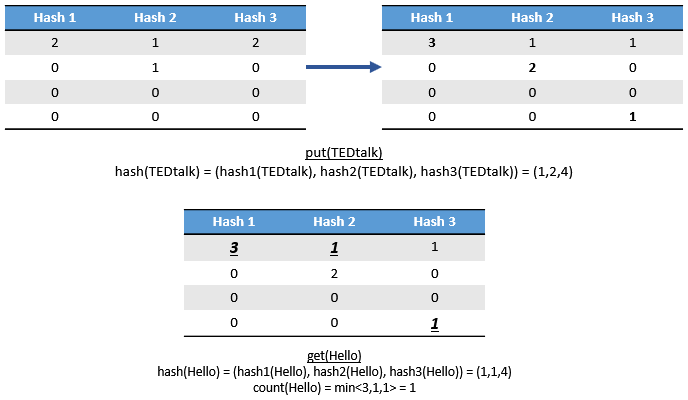 Hash 1 Hash 2 Hash 3 Hash 1 Hash 2 Hash 3
2 1 2 3 1 1
0 1 0 0 2 0
0 0 0 0 0 0
0 0 0 0 0 1
put(TEDtalk)
hash(TEDtalk) = (hash1(TEDtalk), hash2(TEDtalk), hash3(TEDtalk)) = (1,2,4)
Hash 1 Hash 2 Hash 3
3 1 1
0 2 0
0 0 0
0 0 1
get(Hello)
hash(Hello) = (hash1(Hello), hash2(Hello), hash3(Hello)) = (1,1,4)
count(Hello) = min<3,1,1> = 1